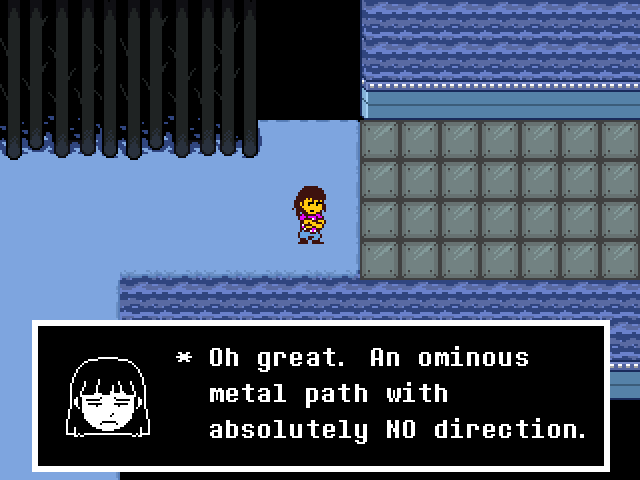 * Oh great. An ominous
metal path with
absolutely NO direction.